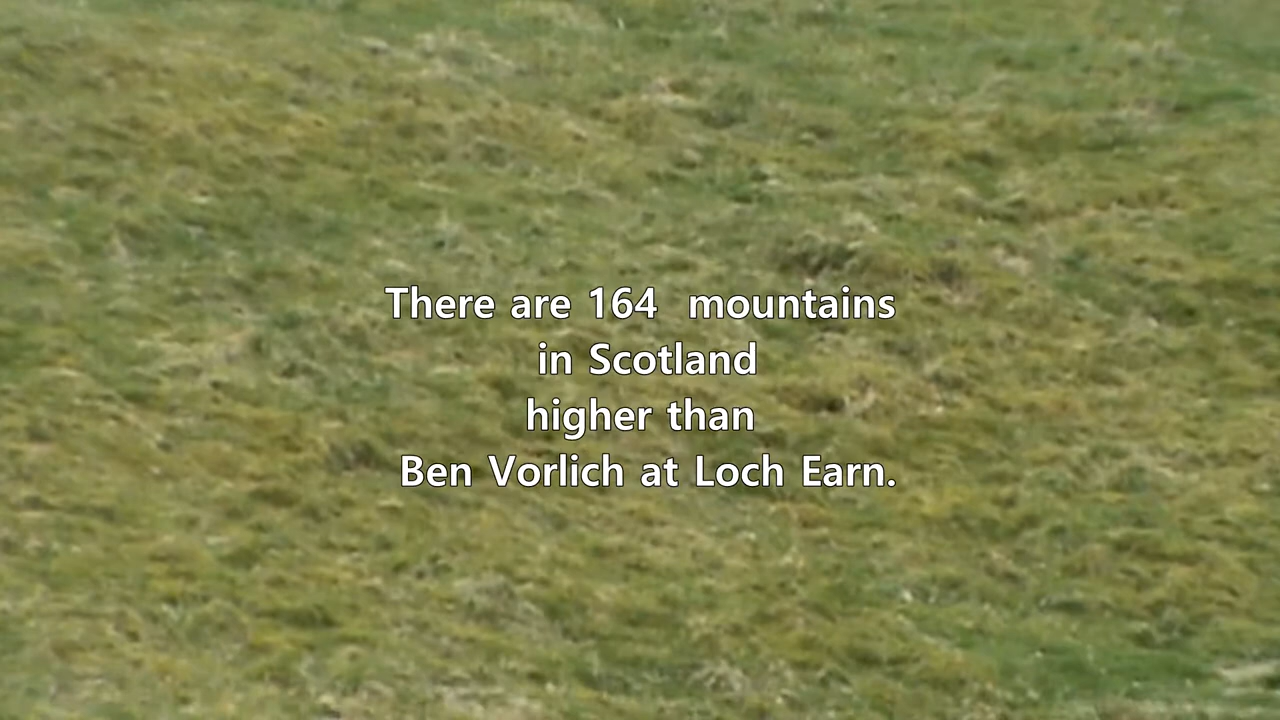 There are 164  mountains
in Scotland
higher than
Ben Vorlich at Loch Earn.